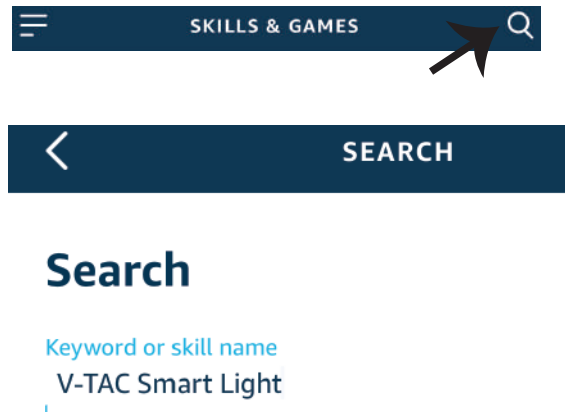 SKILLS & GAMES
SEARCH
Search
Keyword or skill name
V-TAC Smart Light